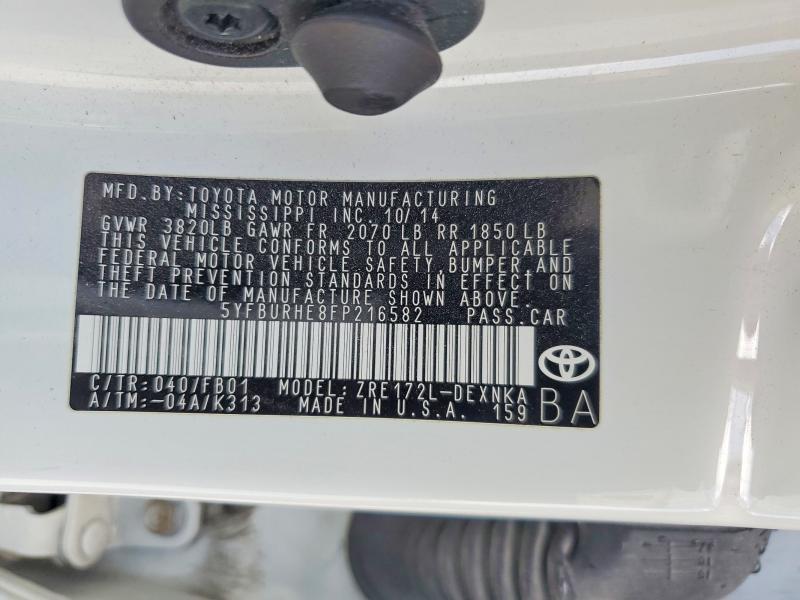 MFD. BY: TOYOTA MOTOR MANUFACTURING
MISSISSIPPI INC. 10/14
GVWR 3820LB GAWR FR 2070 LB RR 1850 LB
THIS VEHICLE CONFORMS TO ALL APPLICABLE
FEDERAL MOTOR VEHICLE SAFETY, BUMPER AND
THEFT PREVENTION STANDARDS IN EFFECT ON
THE DATE OF MANUFACTURE SHOWN ABOVE.
5YFBURHE8FP216582 PASS. CAR
C/TR: 040/FB01 MODEL: ZRE172L-DEXNKA
A/TM:-04A/K313 MADE IN U.S.A. 159 BA